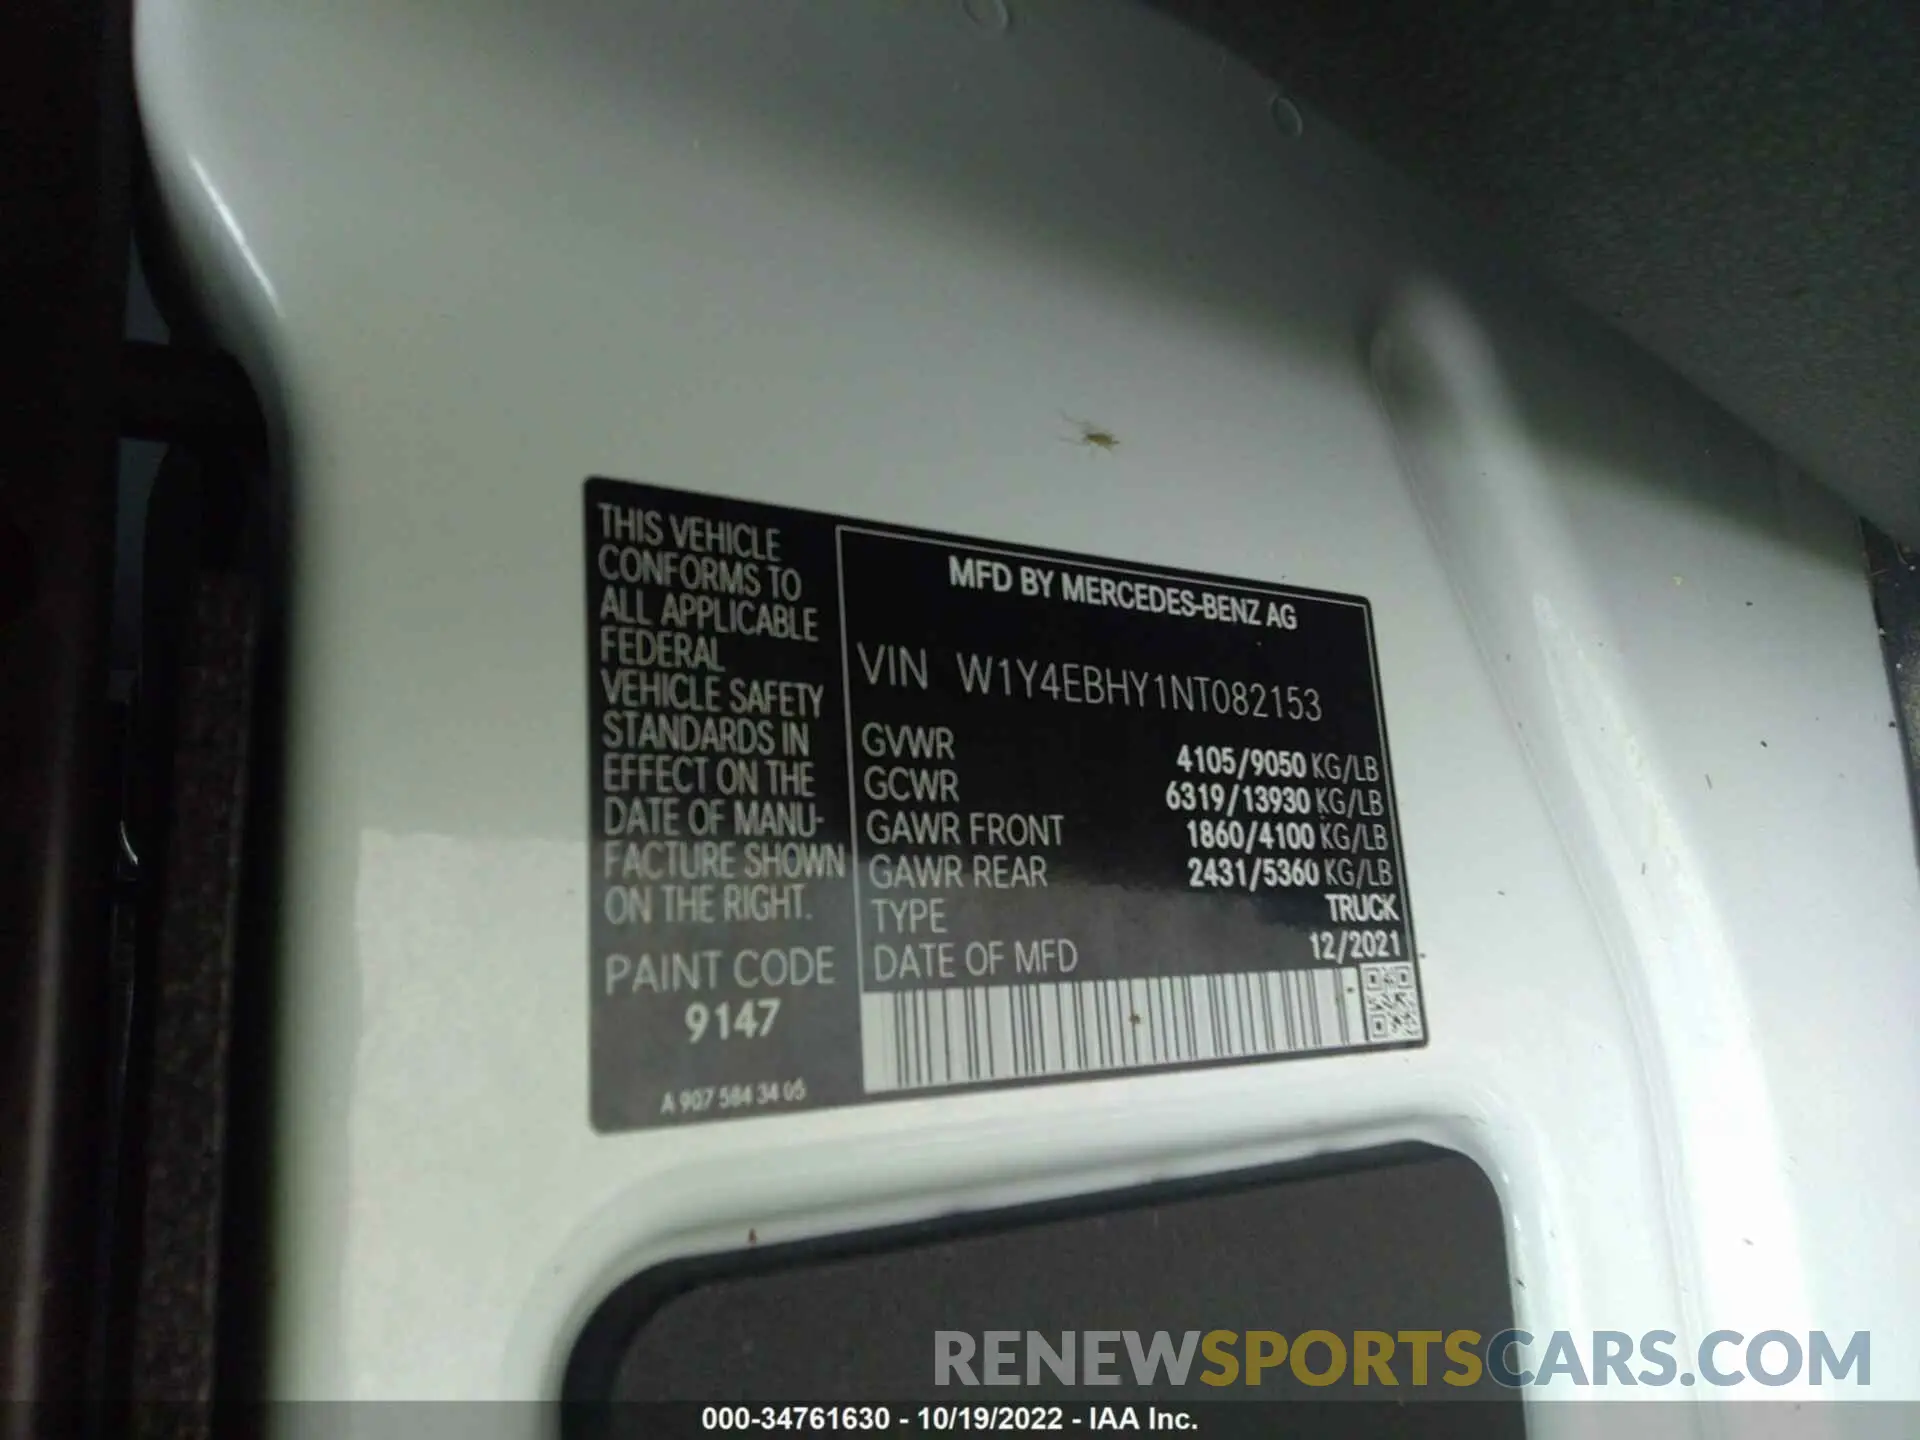 THIS VEHICLE
CONFORMS TO
ALL APPLICABLE
FEDERAL
VEHICLE SAFETY
STANDARDS IN
EFFECT ON THE
DATE OF MANU-
FACTURE SHOWN
ON THE RIGHT.
PAINT CODE
9147
A 907 584 34 05
MFD BY MERCEDES-BENZ AG
VIN W1Y4EBHY1NT082153
GVWR 4105/9050 KG/LB
GCWR 6319/13930 KG/LB
GAWR FRONT 1860/4100 KG/LB
GAWR REAR 2431/5360 KG/LB
TYPE TRUCK
DATE OF MFD 12/2021
RENEWSPORTSCARS.COM
000-34761630 - 10/19/2022 - IAA Inc.